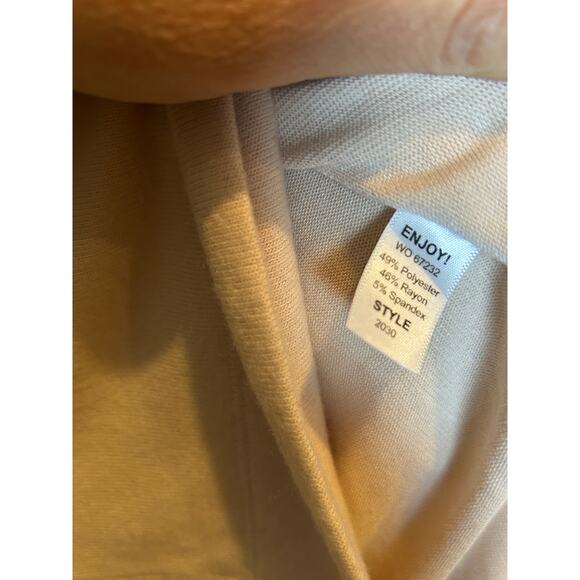 ENJOY!
WO 67232
49% Polyester
46% Rayon
5% Spandex
STYLE
2030